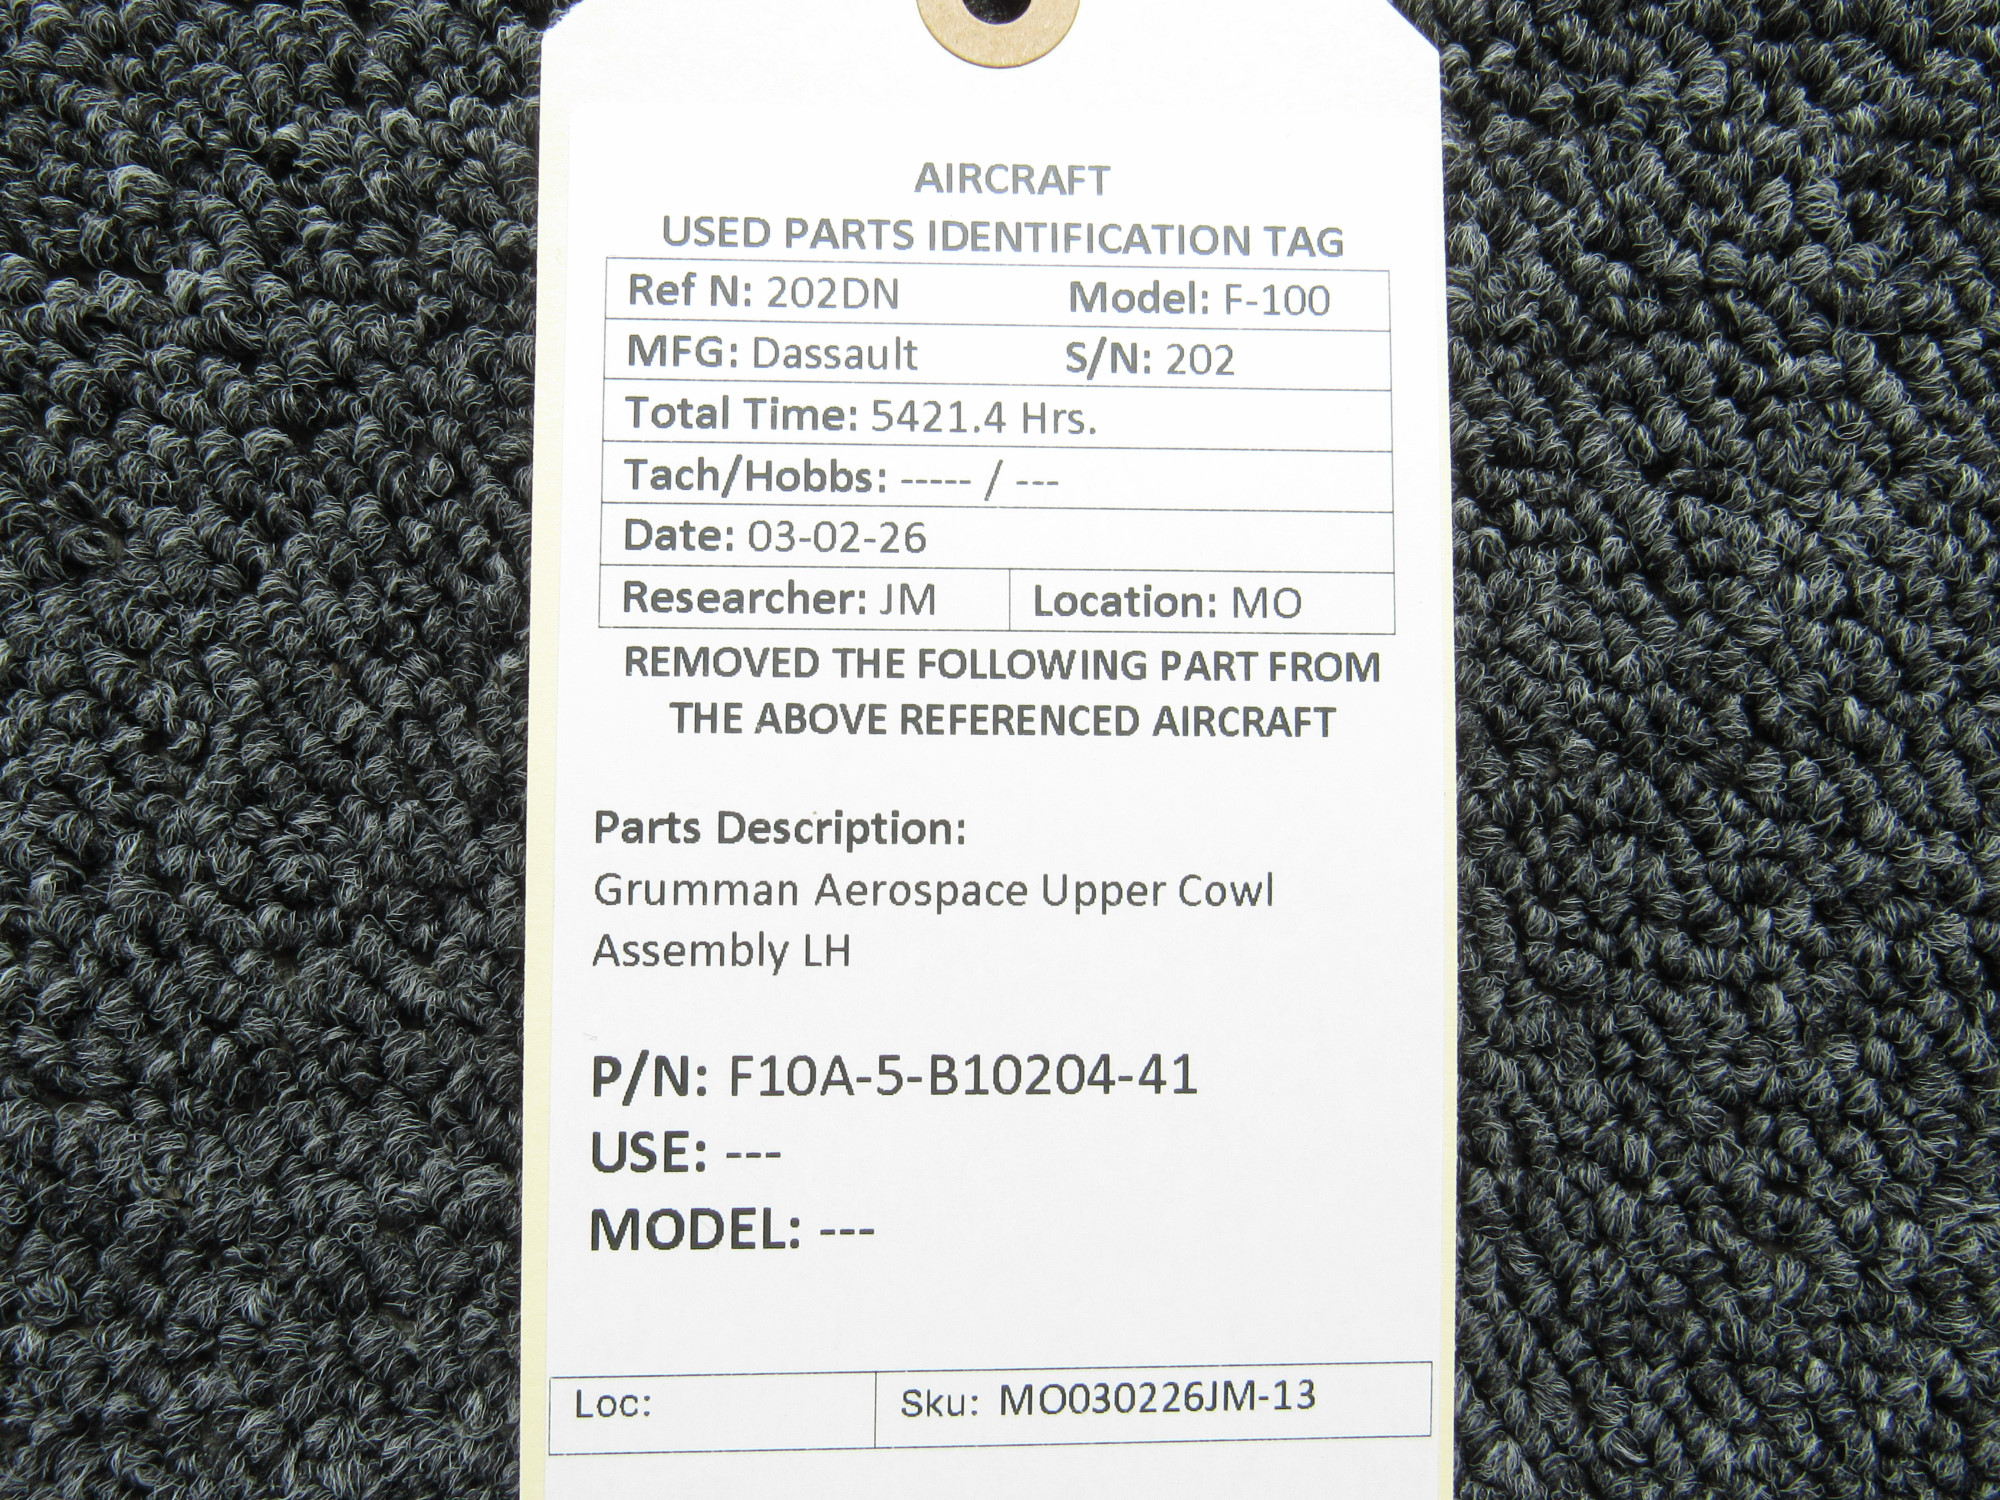 AIRCRAFT
USED PARTS IDENTIFICATION TAG
Ref N: 202DN Model: F-100
MFG: Dassault S/N: 202
Total Time: 5421.4 Hrs.
Tach/Hobbs: ----- / ---
Date: 03-02-26
Researcher: JM Location: MO
REMOVED THE FOLLOWING PART FROM
THE ABOVE REFERENCED AIRCRAFT
Parts Description:
Grumman Aerospace Upper Cowl
Assembly LH
P/N: F10A-5-B10204-41
USE: ---
MODEL: ---
Loc: Sku: MO030226JM-13